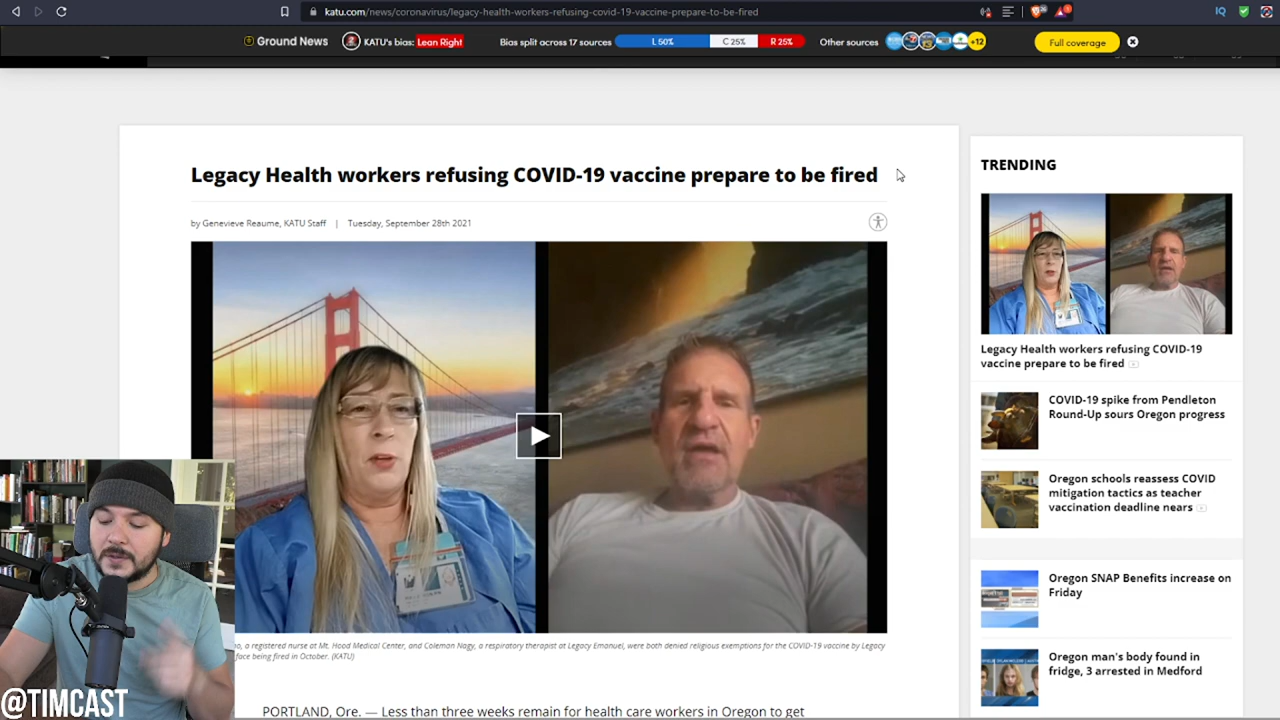 katu.com/news/coronavirus/legacy-health-workers-refusing-covid-19-vaccine-prepare-to-be-fired
Ground News
KATU's bias: Lean Right
Bias split across 17 sources
L 50%
C 25%
R 25%
Other sources
+12
Full coverage
Legacy Health workers refusing COVID-19 vaccine prepare to be fired
by Genevieve Reaume, KATU Staff | Tuesday, September 28th 2021
a registered nurse at Mt. Hood Medical Center, and Coleman Nagy, a respiratory therapist at Legacy Emanuel, were both denied religious exemptions for the COVID-19 vaccine by Legacy
face being fired in October. (KATU)
PORTLAND, Ore. — Less than three weeks remain for health care workers in Oregon to get
TRENDING
Legacy Health workers refusing COVID-19
vaccine prepare to be fired
COVID-19 spike from Pendleton
Round-Up sours Oregon progress
Oregon schools reassess COVID
mitigation tactics as teacher
vaccination deadline nears
Oregon SNAP Benefits increase on
Friday
Oregon man's body found in
fridge, 3 arrested in Medford
@TIMCAST